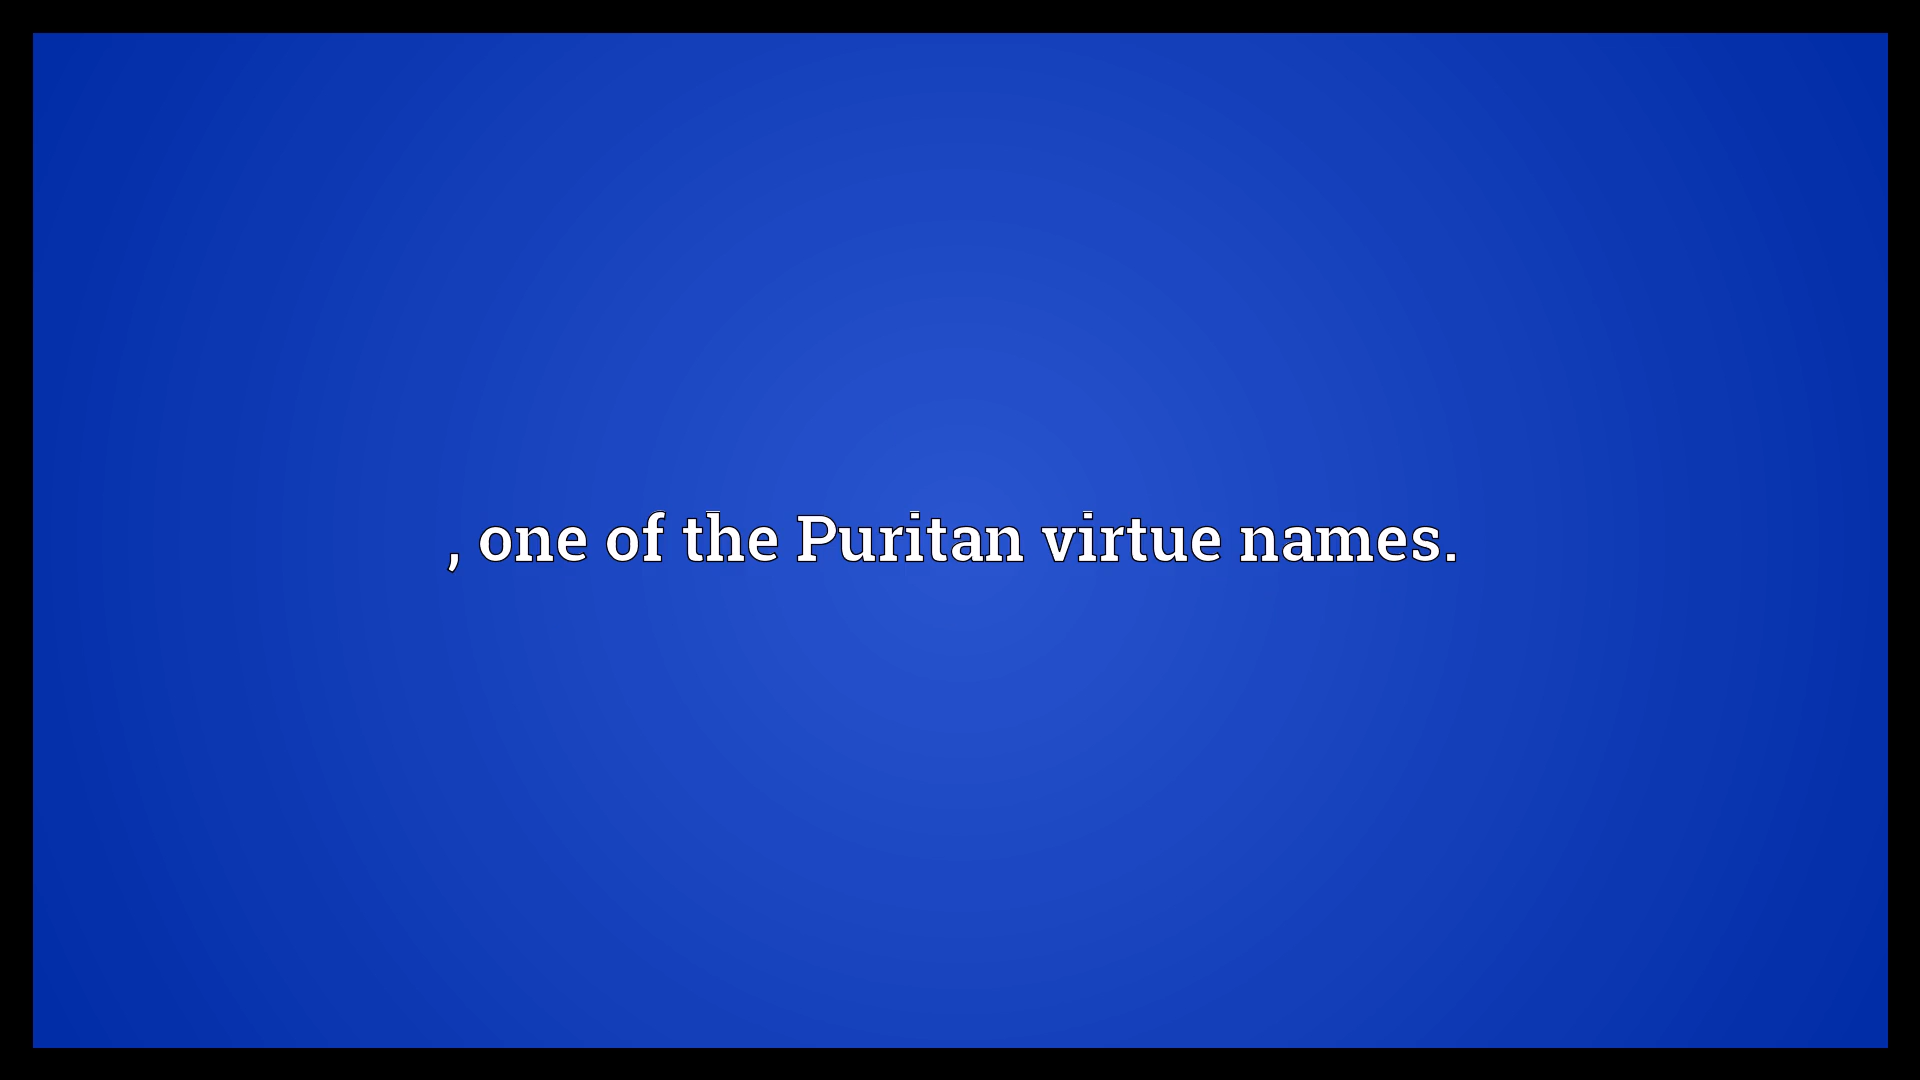 , one of the Puritan virtue names.